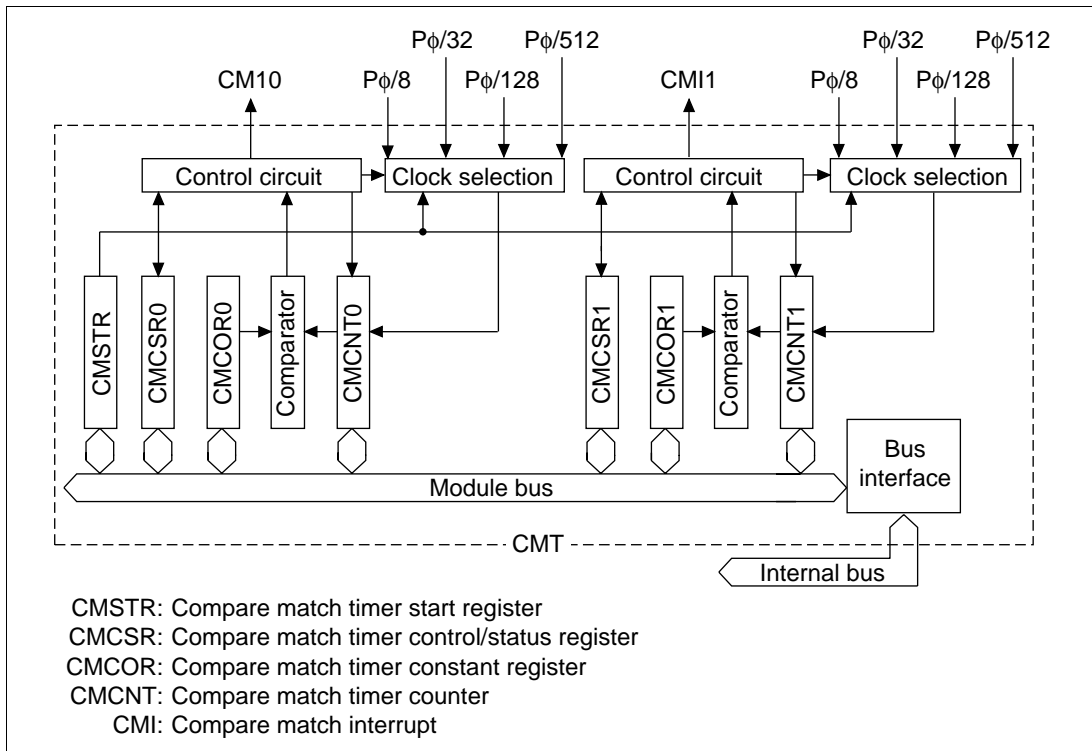 Pϕ/32 Pϕ/512 Pϕ/32 Pϕ/512
CM10 Pϕ/8 Pϕ/128 CMI1 Pϕ/8 Pϕ/128
Control circuit Clock selection Control circuit Clock selection
CMSTR CMCSR0 CMCOR0 Comparator CMCNT0 CMCSR1 CMCOR1 Comparator CMCNT1
Bus
interface
Module bus
CMT
Internal bus
CMSTR: Compare match timer start register
CMCSR: Compare match timer control/status register
CMCOR: Compare match timer constant register
CMCNT: Compare match timer counter
CMI: Compare match interrupt